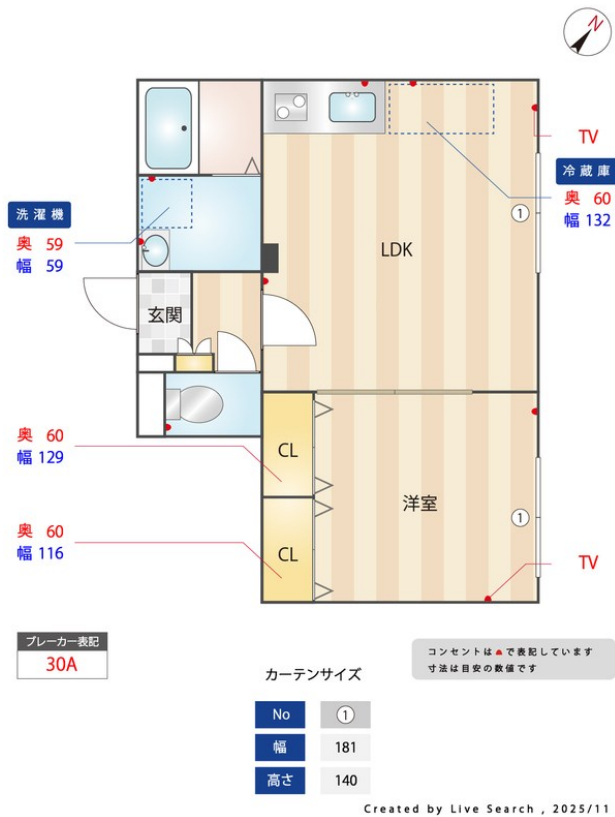 N
TV
冷蔵庫
奥 60
幅 132
洗濯機
奥 59
幅 59
①
LDK
玄関
奥 60
幅 129
CL
洋室
①
奥 60
幅 116
CL
TV
ブレーカー表記
30A
コンセントは▲で表記しています
寸法は目安の数値です
カーテンサイズ
No ①
幅 181
高さ 140
Created by Live Search , 2025/11